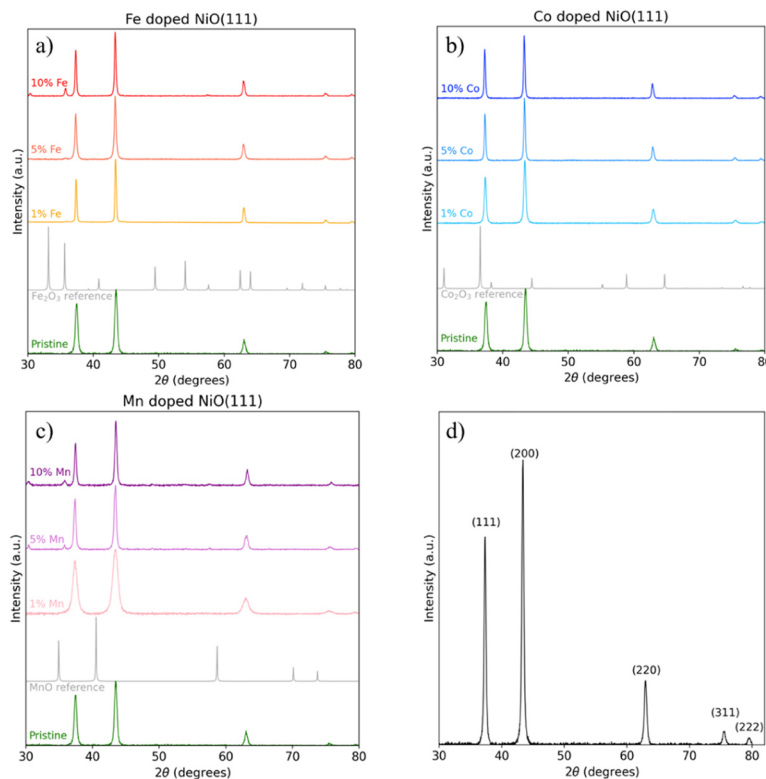 Fe doped NiO(111)
a)
10% Fe
5% Fe
1% Fe
Fe₂O₃ reference
Pristine
Intensity (a.u.)
30 40 50 60 70 80
2θ (degrees)
Co doped NiO(111)
b)
10% Co
5% Co
1% Co
Co₂O₃ reference
Pristine
Intensity (a.u.)
30 40 50 60 70 80
2θ (degrees)
Mn doped NiO(111)
c)
10% Mn
5% Mn
1% Mn
MnO reference
Pristine
Intensity (a.u.)
30 40 50 60 70 80
2θ (degrees)
d)
(200)
(111)
(220)
(311)
(222)
Intensity (a.u.)
30 40 50 60 70 80
2θ (degrees)